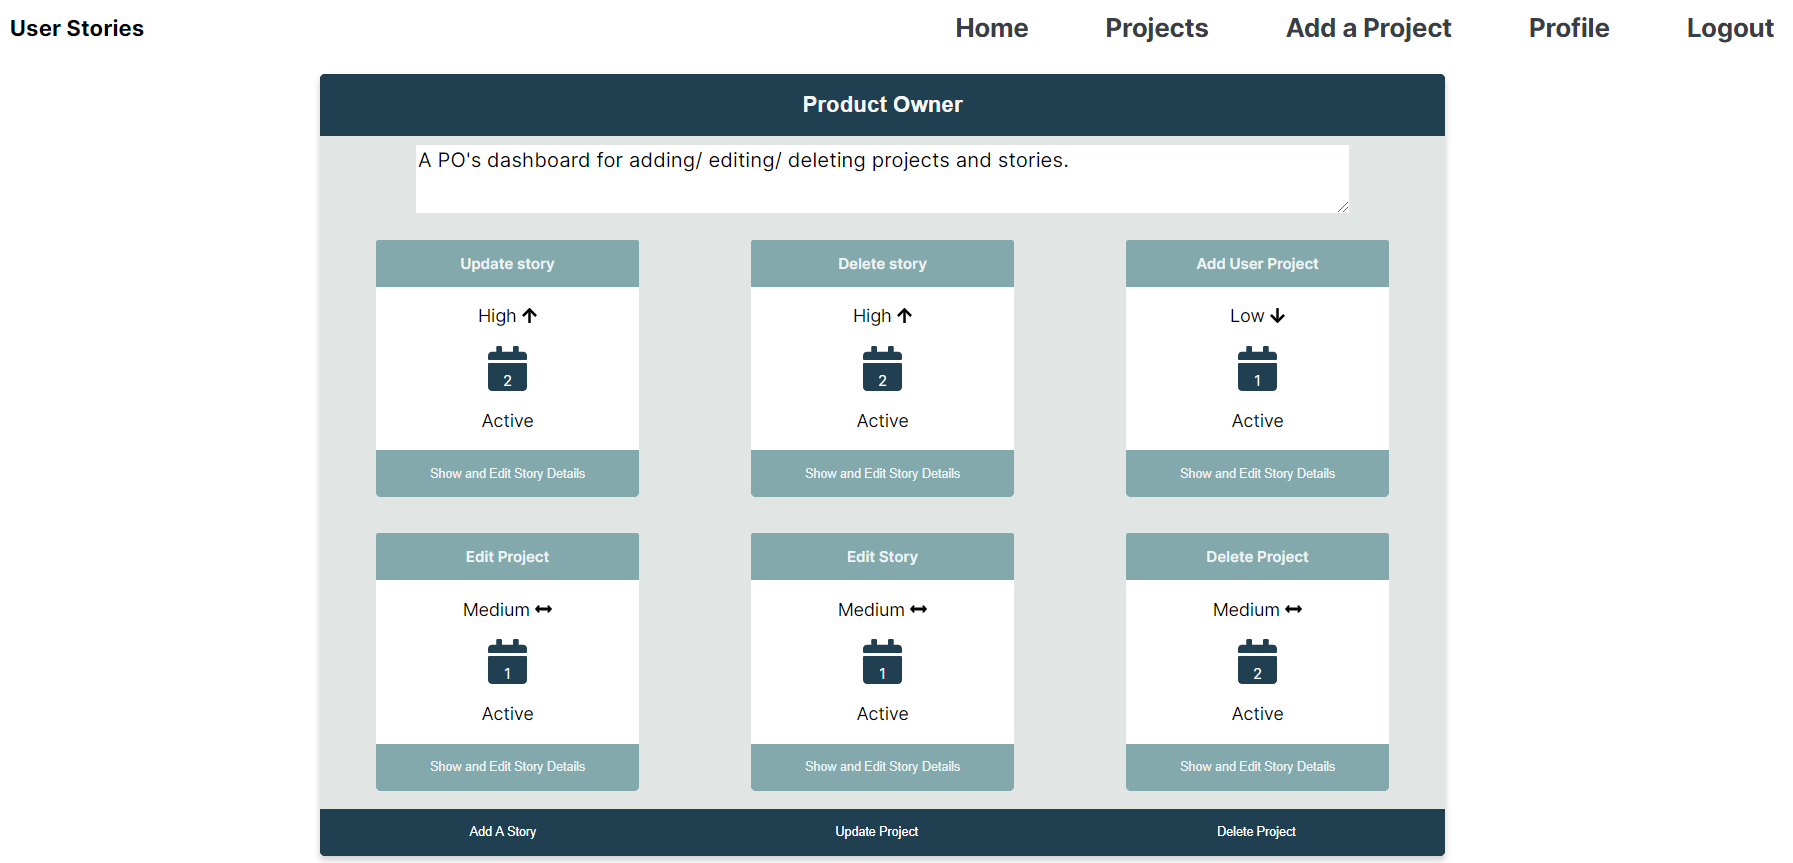 User Stories
Home Projects Add a Project Profile Logout
Product Owner
A PO's dashboard for adding/ editing/ deleting projects and stories.
Update story
High
2
Active
Show and Edit Story Details
Delete story
High
2
Active
Show and Edit Story Details
Add User Project
Low
1
Active
Show and Edit Story Details
Edit Project
Medium
1
Active
Show and Edit Story Details
Edit Story
Medium
1
Active
Show and Edit Story Details
Delete Project
Medium
2
Active
Show and Edit Story Details
Add A Story
Update Project
Delete Project